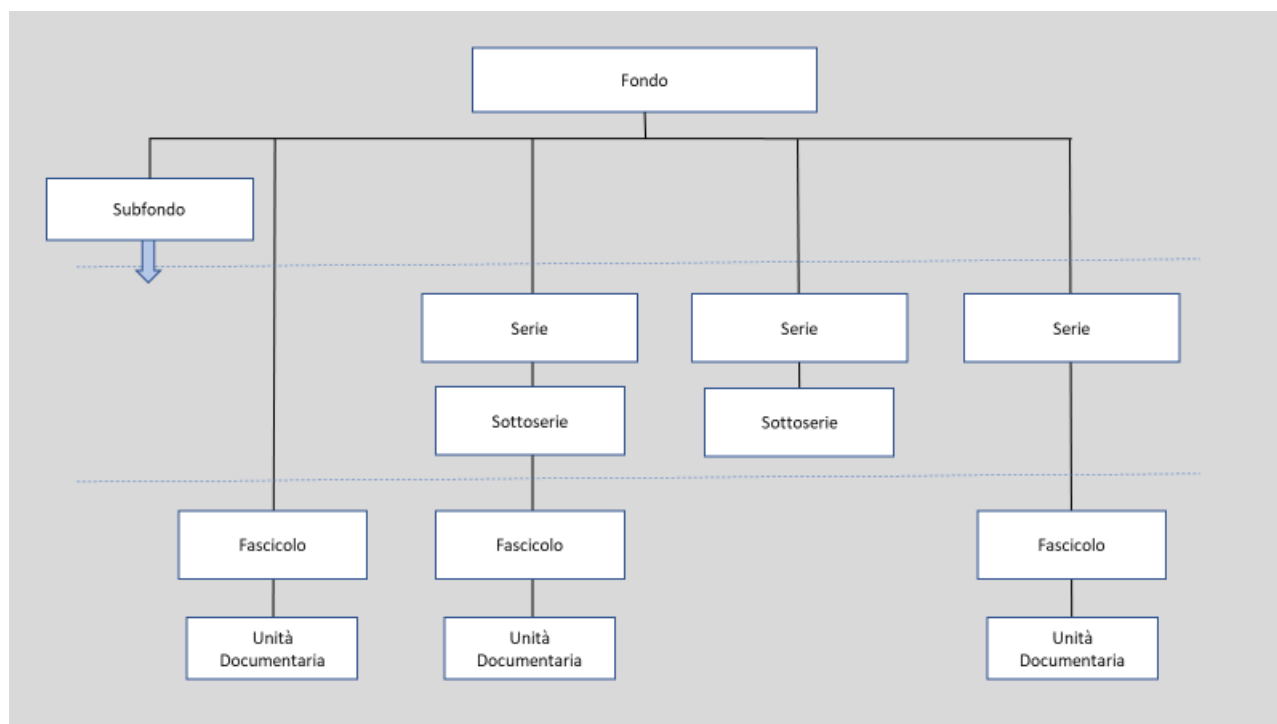 Fondo
Subfondo
Serie
Serie
Serie
Sottoserie
Sottoserie
Fascicolo
Fascicolo
Fascicolo
Unità
Documentaria
Unità
Documentaria
Unità
Documentaria